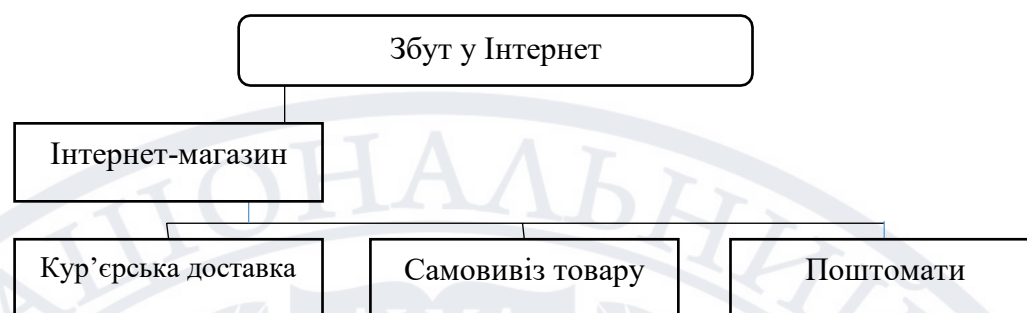 Збут у Інтернет
Інтернет-магазин
Кур’єрська доставка
Самовивіз товару
Поштомати